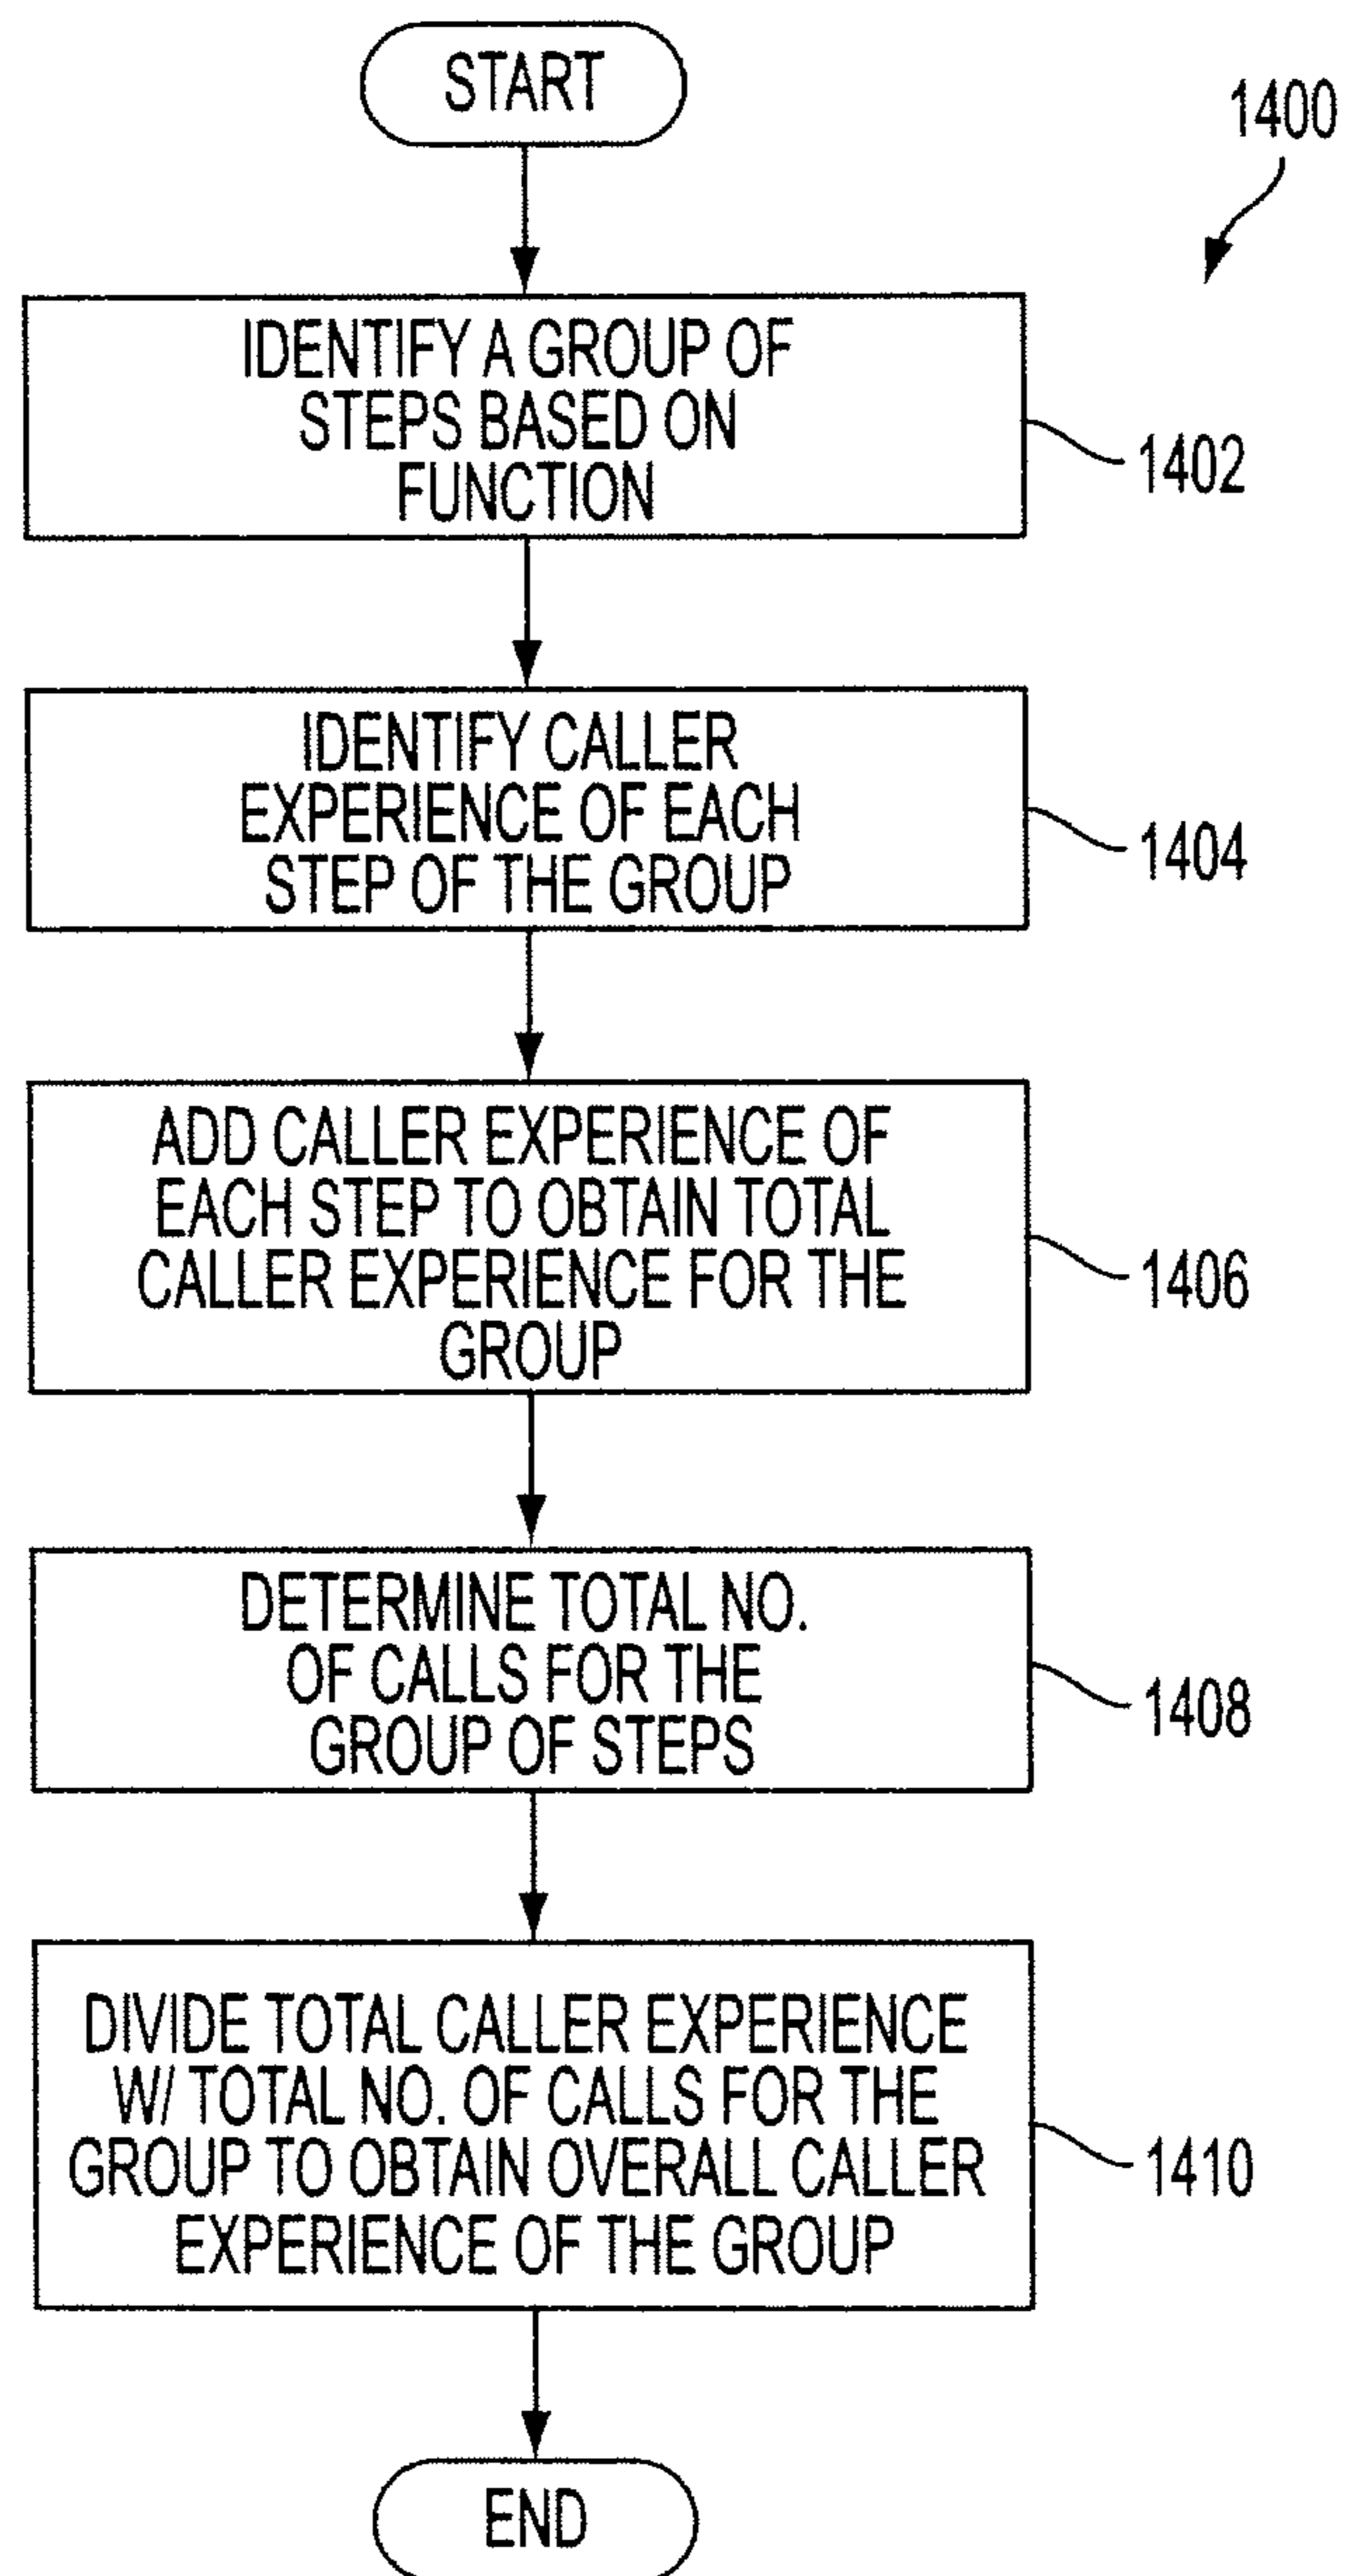 START
1400
IDENTIFY A GROUP OF
STEPS BASED ON
FUNCTION
1402
IDENTIFY CALLER
EXPERIENCE OF EACH
STEP OF THE GROUP
1404
ADD CALLER EXPERIENCE OF
EACH STEP TO OBTAIN TOTAL
CALLER EXPERIENCE FOR THE
GROUP
1406
DETERMINE TOTAL NO.
OF CALLS FOR THE
GROUP OF STEPS
1408
DIVIDE TOTAL CALLER EXPERIENCE
W/ TOTAL NO. OF CALLS FOR THE
GROUP TO OBTAIN OVERALL CALLER
EXPERIENCE OF THE GROUP
1410
END